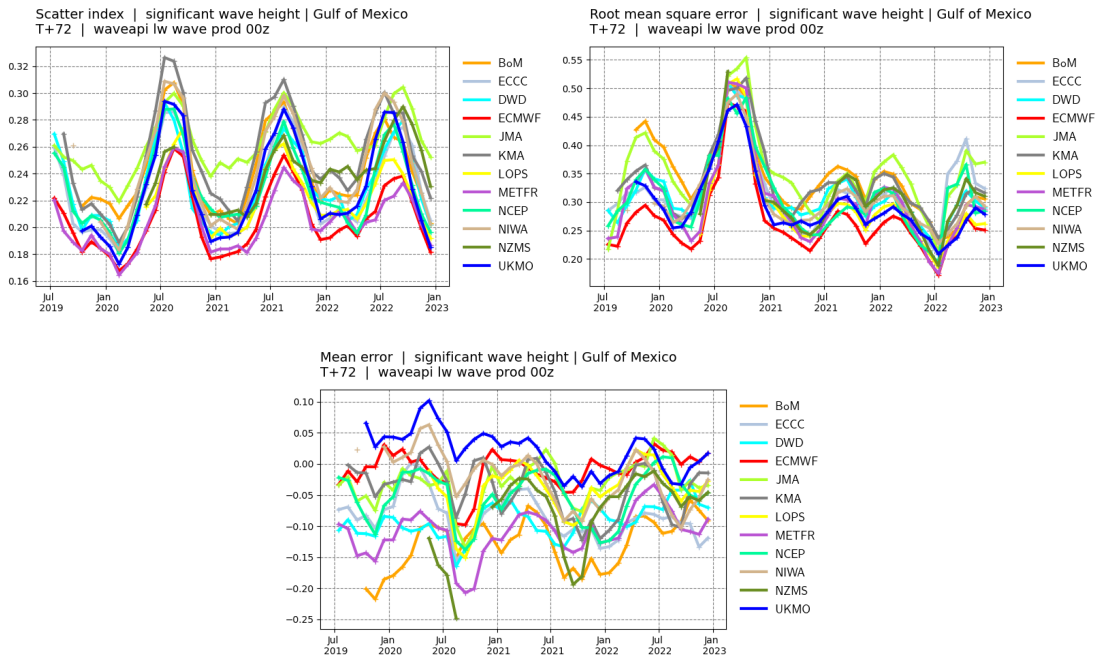 Scatter index | significant wave height | Gulf of Mexico
T+72 | waveapi lw wave prod 00z
0.32
0.30
0.28
0.26
0.24
0.22
0.20
0.18
0.16
Jul 2019
Jan 2020
Jul 2020
Jan 2021
Jul 2021
Jan 2022
Jul 2022
Jan 2023
BoM
ECCC
DWD
ECMWF
JMA
KMA
LOPS
METFR
NCEP
NIWA
NZMS
UKMO
Root mean square error | significant wave height | Gulf of Mexico
T+72 | waveapi lw wave prod 00z
0.55
0.50
0.45
0.40
0.35
0.30
0.25
0.20
Jul 2019
Jan 2020
Jul 2020
Jan 2021
Jul 2021
Jan 2022
Jul 2022
Jan 2023
BoM
ECCC
DWD
ECMWF
JMA
KMA
LOPS
METFR
NCEP
NIWA
NZMS
UKMO
Mean error | significant wave height | Gulf of Mexico
T+72 | waveapi lw wave prod 00z
0.10
0.05
0.00
−0.05
−0.10
−0.15
−0.20
−0.25
Jul 2019
Jan 2020
Jul 2020
Jan 2021
Jul 2021
Jan 2022
Jul 2022
Jan 2023
BoM
ECCC
DWD
ECMWF
JMA
KMA
LOPS
METFR
NCEP
NIWA
NZMS
UKMO